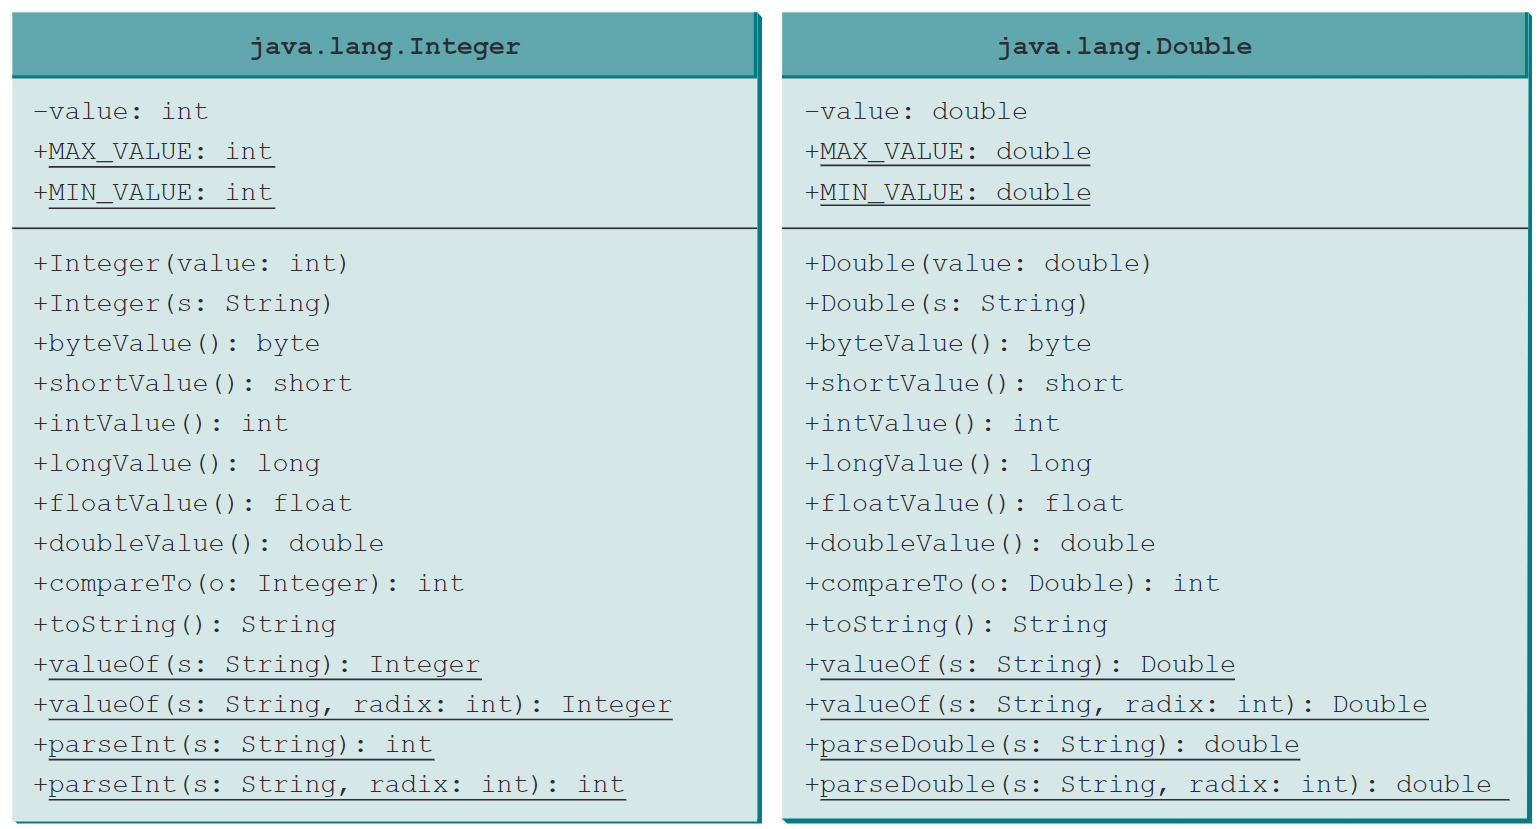 java.lang.Integer
-value: int
+MAX_VALUE: int
+MIN_VALUE: int
+Integer(value: int)
+Integer(s: String)
+byteValue(): byte
+shortValue(): short
+intValue(): int
+longValue(): long
+floatValue(): float
+doubleValue(): double
+compareTo(o: Integer): int
+toString(): String
+valueOf(s: String): Integer
+valueOf(s: String, radix: int): Integer
+parseInt(s: String): int
+parseInt(s: String, radix: int): int
java.lang.Double
-value: double
+MAX_VALUE: double
+MIN_VALUE: double
+Double(value: double)
+Double(s: String)
+byteValue(): byte
+shortValue(): short
+intValue(): int
+longValue(): long
+floatValue(): float
+doubleValue(): double
+compareTo(o: Double): int
+toString(): String
+valueOf(s: String): Double
+valueOf(s: String, radix: int): Double
+parseDouble(s: String): double
+parseDouble(s: String, radix: int): double